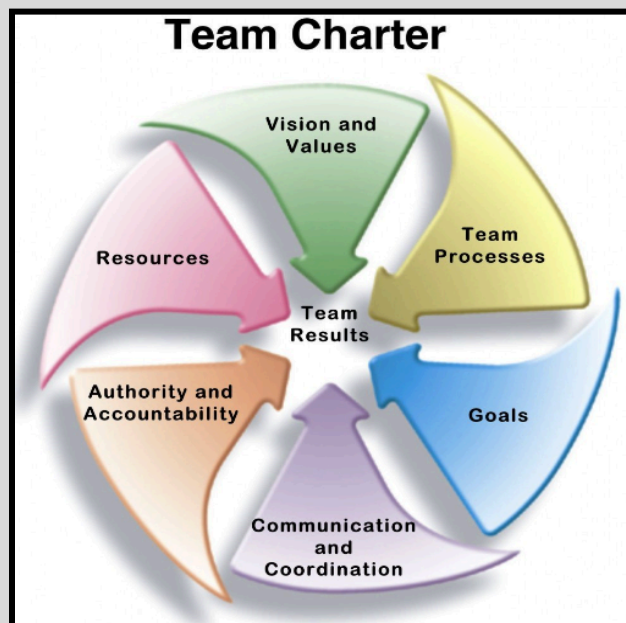 Team Charter
Vision and
Values
Team
Processes
Resources
Team
Results
Authority and
Accountability
Goals
Communication
and
Coordination